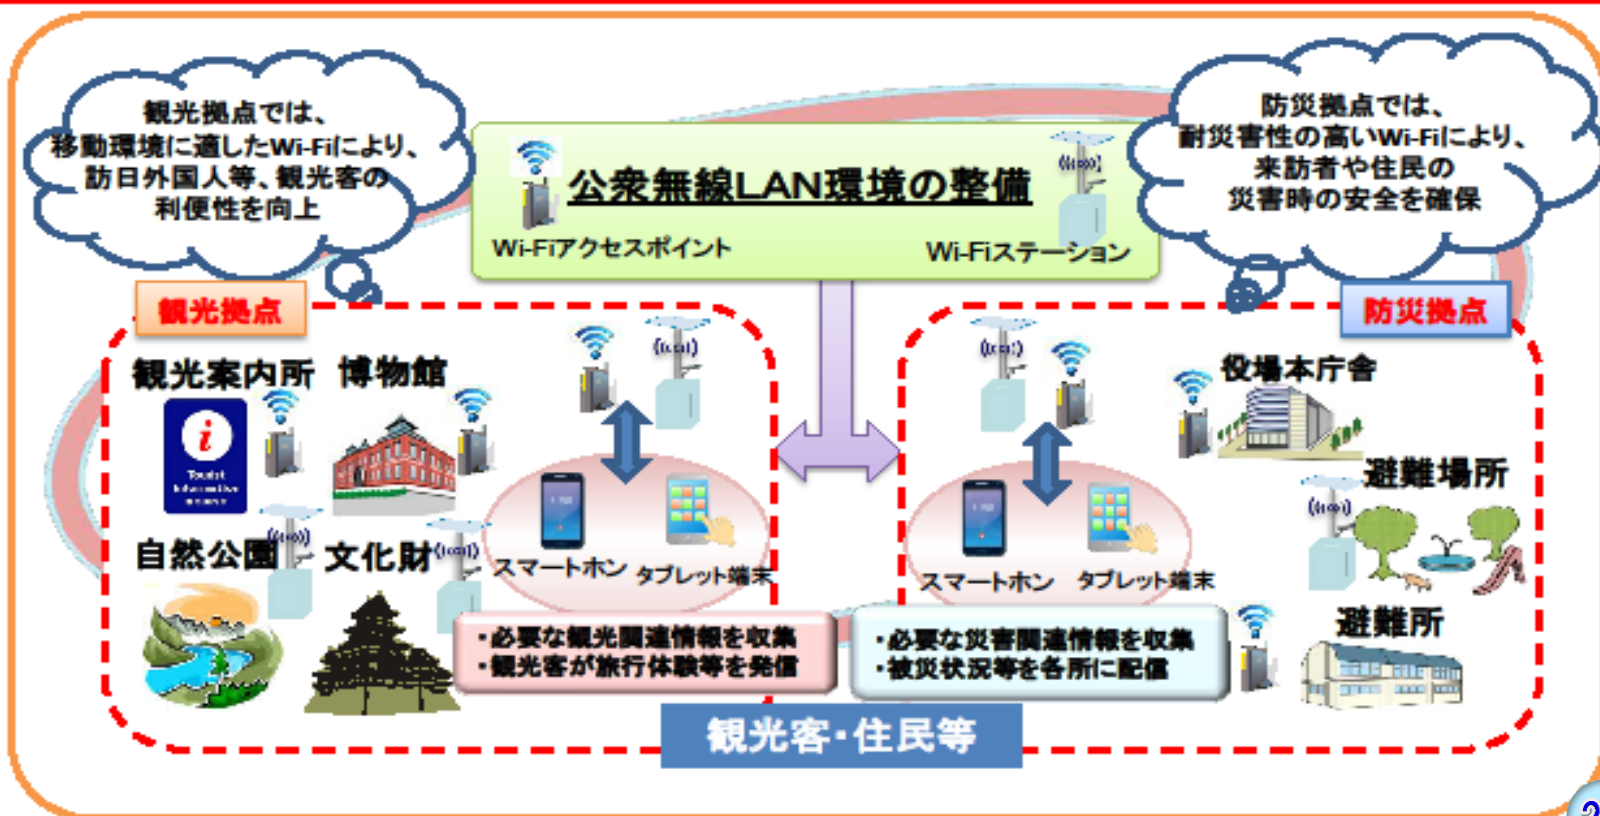 観光拠点では、
移動環境に適したWi-Fiにより、
訪日外国人等、観光客の
利便性を向上
公衆無線LAN環境の整備
Wi-Fiアクセスポイント
Wi-Fiステーション
防災拠点では、
耐災害性の高いWi-Fiにより、
来訪者や住民の
災害時の安全を確保
観光拠点
観光案内所
博物館
i
Tourist
自然公園
文化財
スマートホン
タブレット端末
・必要な観光関連情報を収集
・観光客が旅行体験等を発信
防災拠点
役場本庁舎
避難場所
スマートホン
タブレット端末
避難所
・必要な災害関連情報を収集
・被災状況等を各所に配信
観光客・住民等